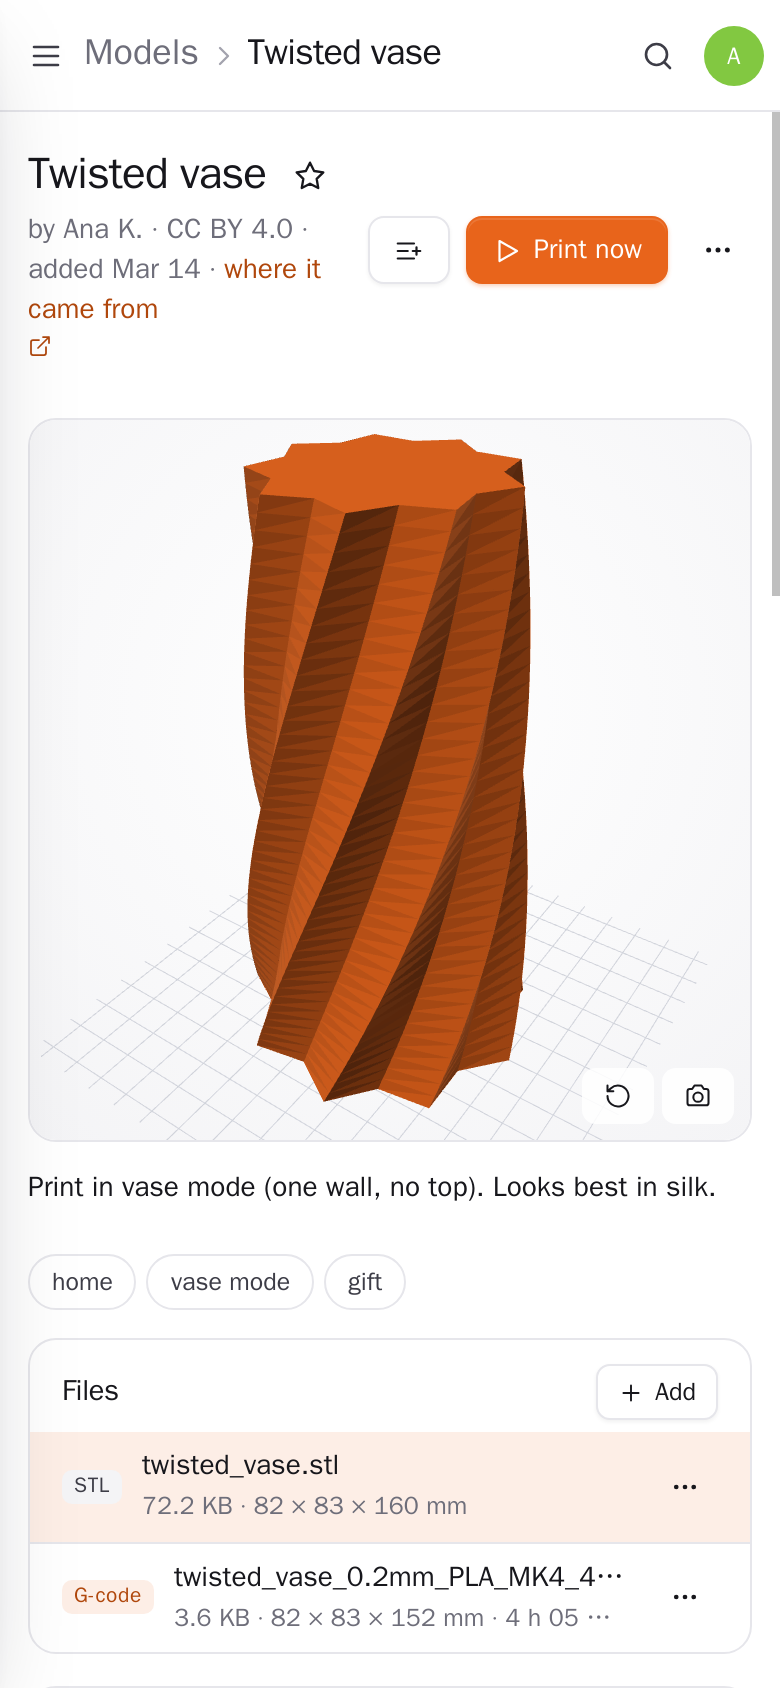 Models > Twisted vase
A
Twisted vase
by Ana K. · CC BY 4.0 ·
added Mar 14 · where it
came from
Print now
Print in vase mode (one wall, no top). Looks best in silk.
home
vase mode
gift
Files
Add
STL
twisted_vase.stl
72.2 KB · 82 × 83 × 160 mm
G-code
twisted_vase_0.2mm_PLA_MK4_4···
3.6 KB · 82 × 83 × 152 mm · 4 h 05 ···